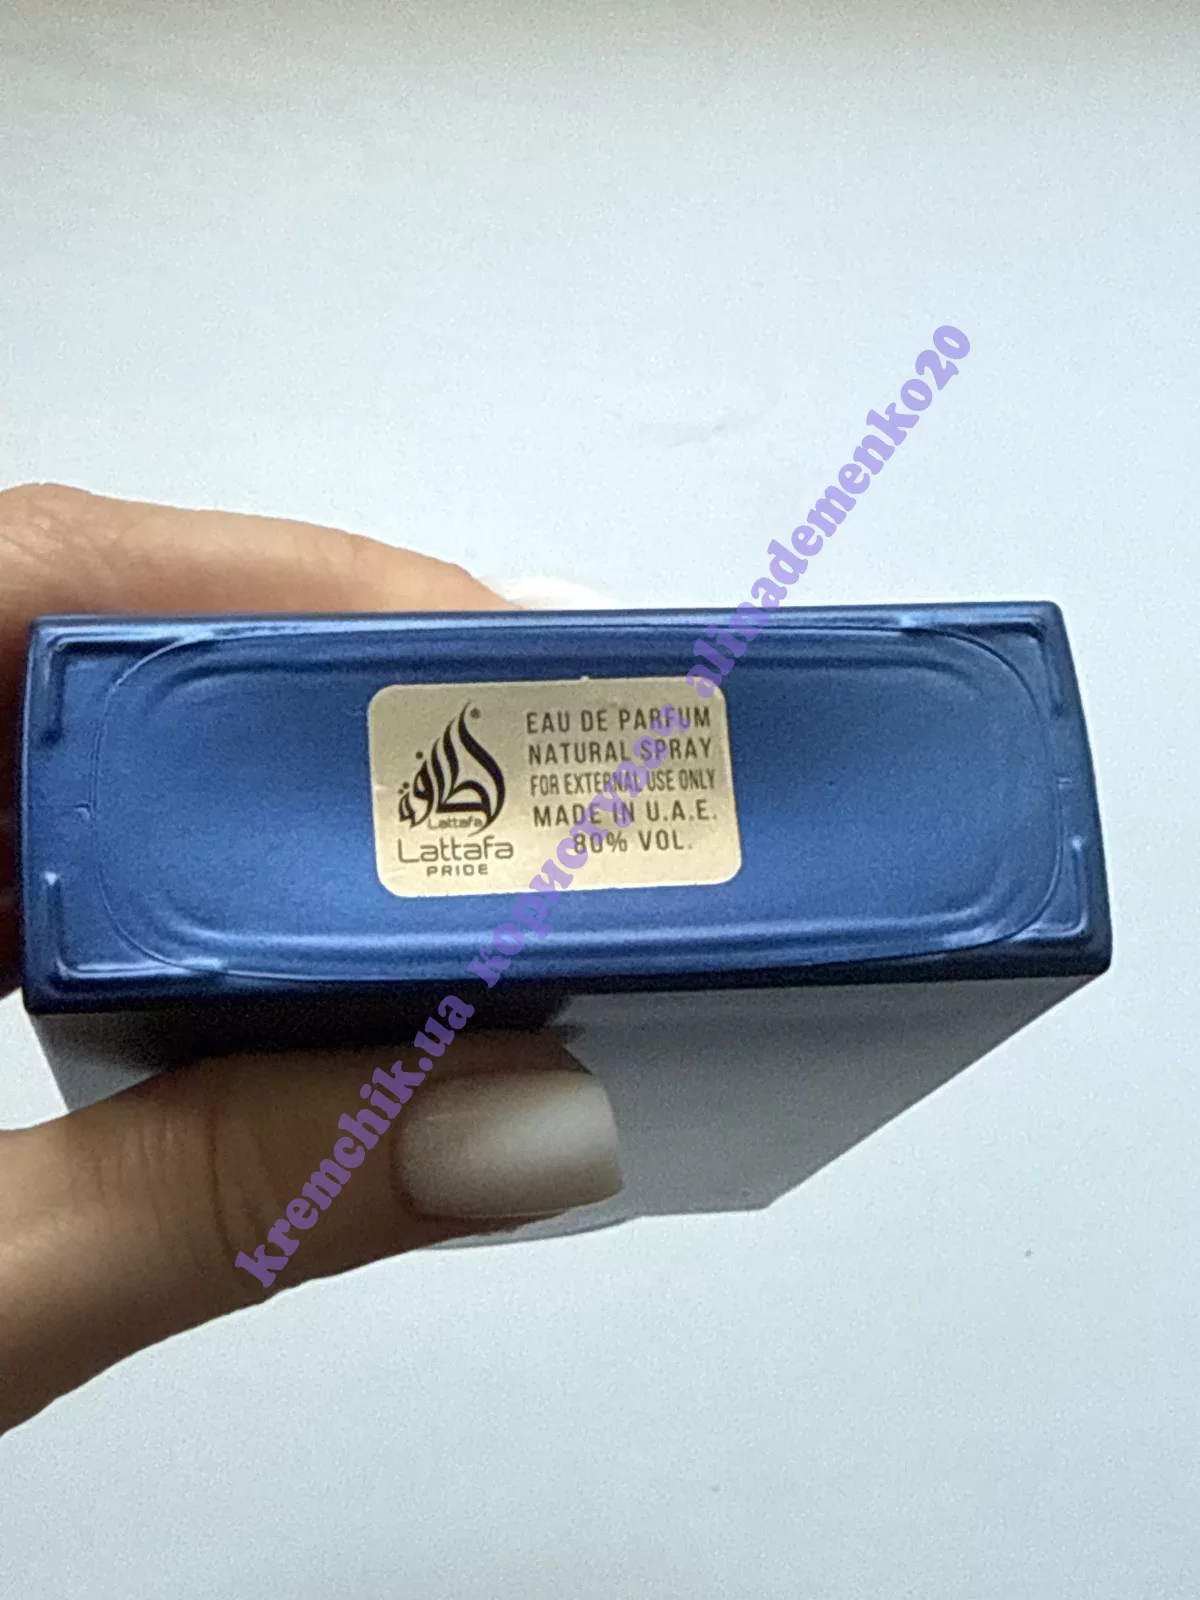 لطافة
Lattafa
Lattafa
PRIDE
EAU DE PARFUM
NATURAL SPRAY
FOR EXTERNAL USE ONLY
MADE IN U.A.E.
80% VOL.
kremchik.ua користувач alinademenko20